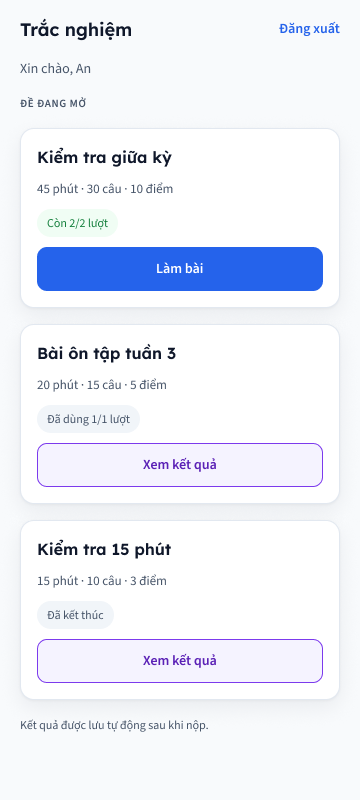 Trắc nghiệm
Đăng xuất
Xin chào, An
ĐỀ ĐANG MỞ
Kiểm tra giữa kỳ
45 phút · 30 câu · 10 điểm
Còn 2/2 lượt
Làm bài
Bài ôn tập tuần 3
20 phút · 15 câu · 5 điểm
Đã dùng 1/1 lượt
Xem kết quả
Kiểm tra 15 phút
15 phút · 10 câu · 3 điểm
Đã kết thúc
Xem kết quả
Kết quả được lưu tự động sau khi nộp.